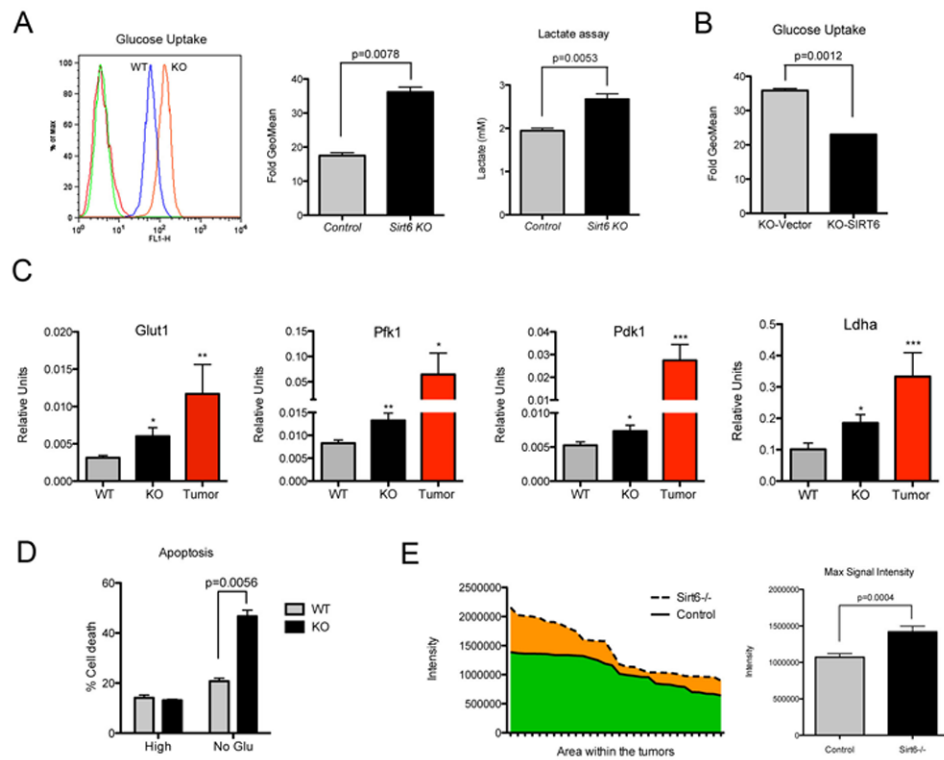 A
Glucose Uptake
WT
KO
% of Max
100
80
60
40
20
0
10⁰ 10¹ 10² 10³ 10⁴
FL1-H
p=0.0078
Fold GeoMean
60
40
20
0
Control Sirt6 KO
Lactate assay
p=0.0053
Lactate (mM)
4
3
2
1
0
Control Sirt6 KO
B
Glucose Uptake
p=0.0012
Fold GeoMean
60
40
20
0
KO-Vector KO-SIRT6
C
Glut1
Relative Units
0.020
0.015
0.010
0.005
0.000
* **
WT KO Tumor
Pfk1
Relative Units
0.15
0.10
0.05
0.015
0.010
0.005
0.000
** *
WT KO Tumor
Pdk1
Relative Units
0.04
0.03
0.02
0.010
0.005
0.000
* ***
WT KO Tumor
Ldha
Relative Units
0.5
0.4
0.3
0.2
0.1
0.0
* ***
WT KO Tumor
D
Apoptosis
p=0.0056
% Cell death
60
40
20
0
High No Glu
WT
KO
E
Intensity
2500000
2000000
1500000
1000000
500000
0
Area within the tumors
Sirt6-/-
Control
Max Signal Intensity
p=0.0004
Intensity
2000000
1500000
1000000
500000
0
Control Sirt6-/-